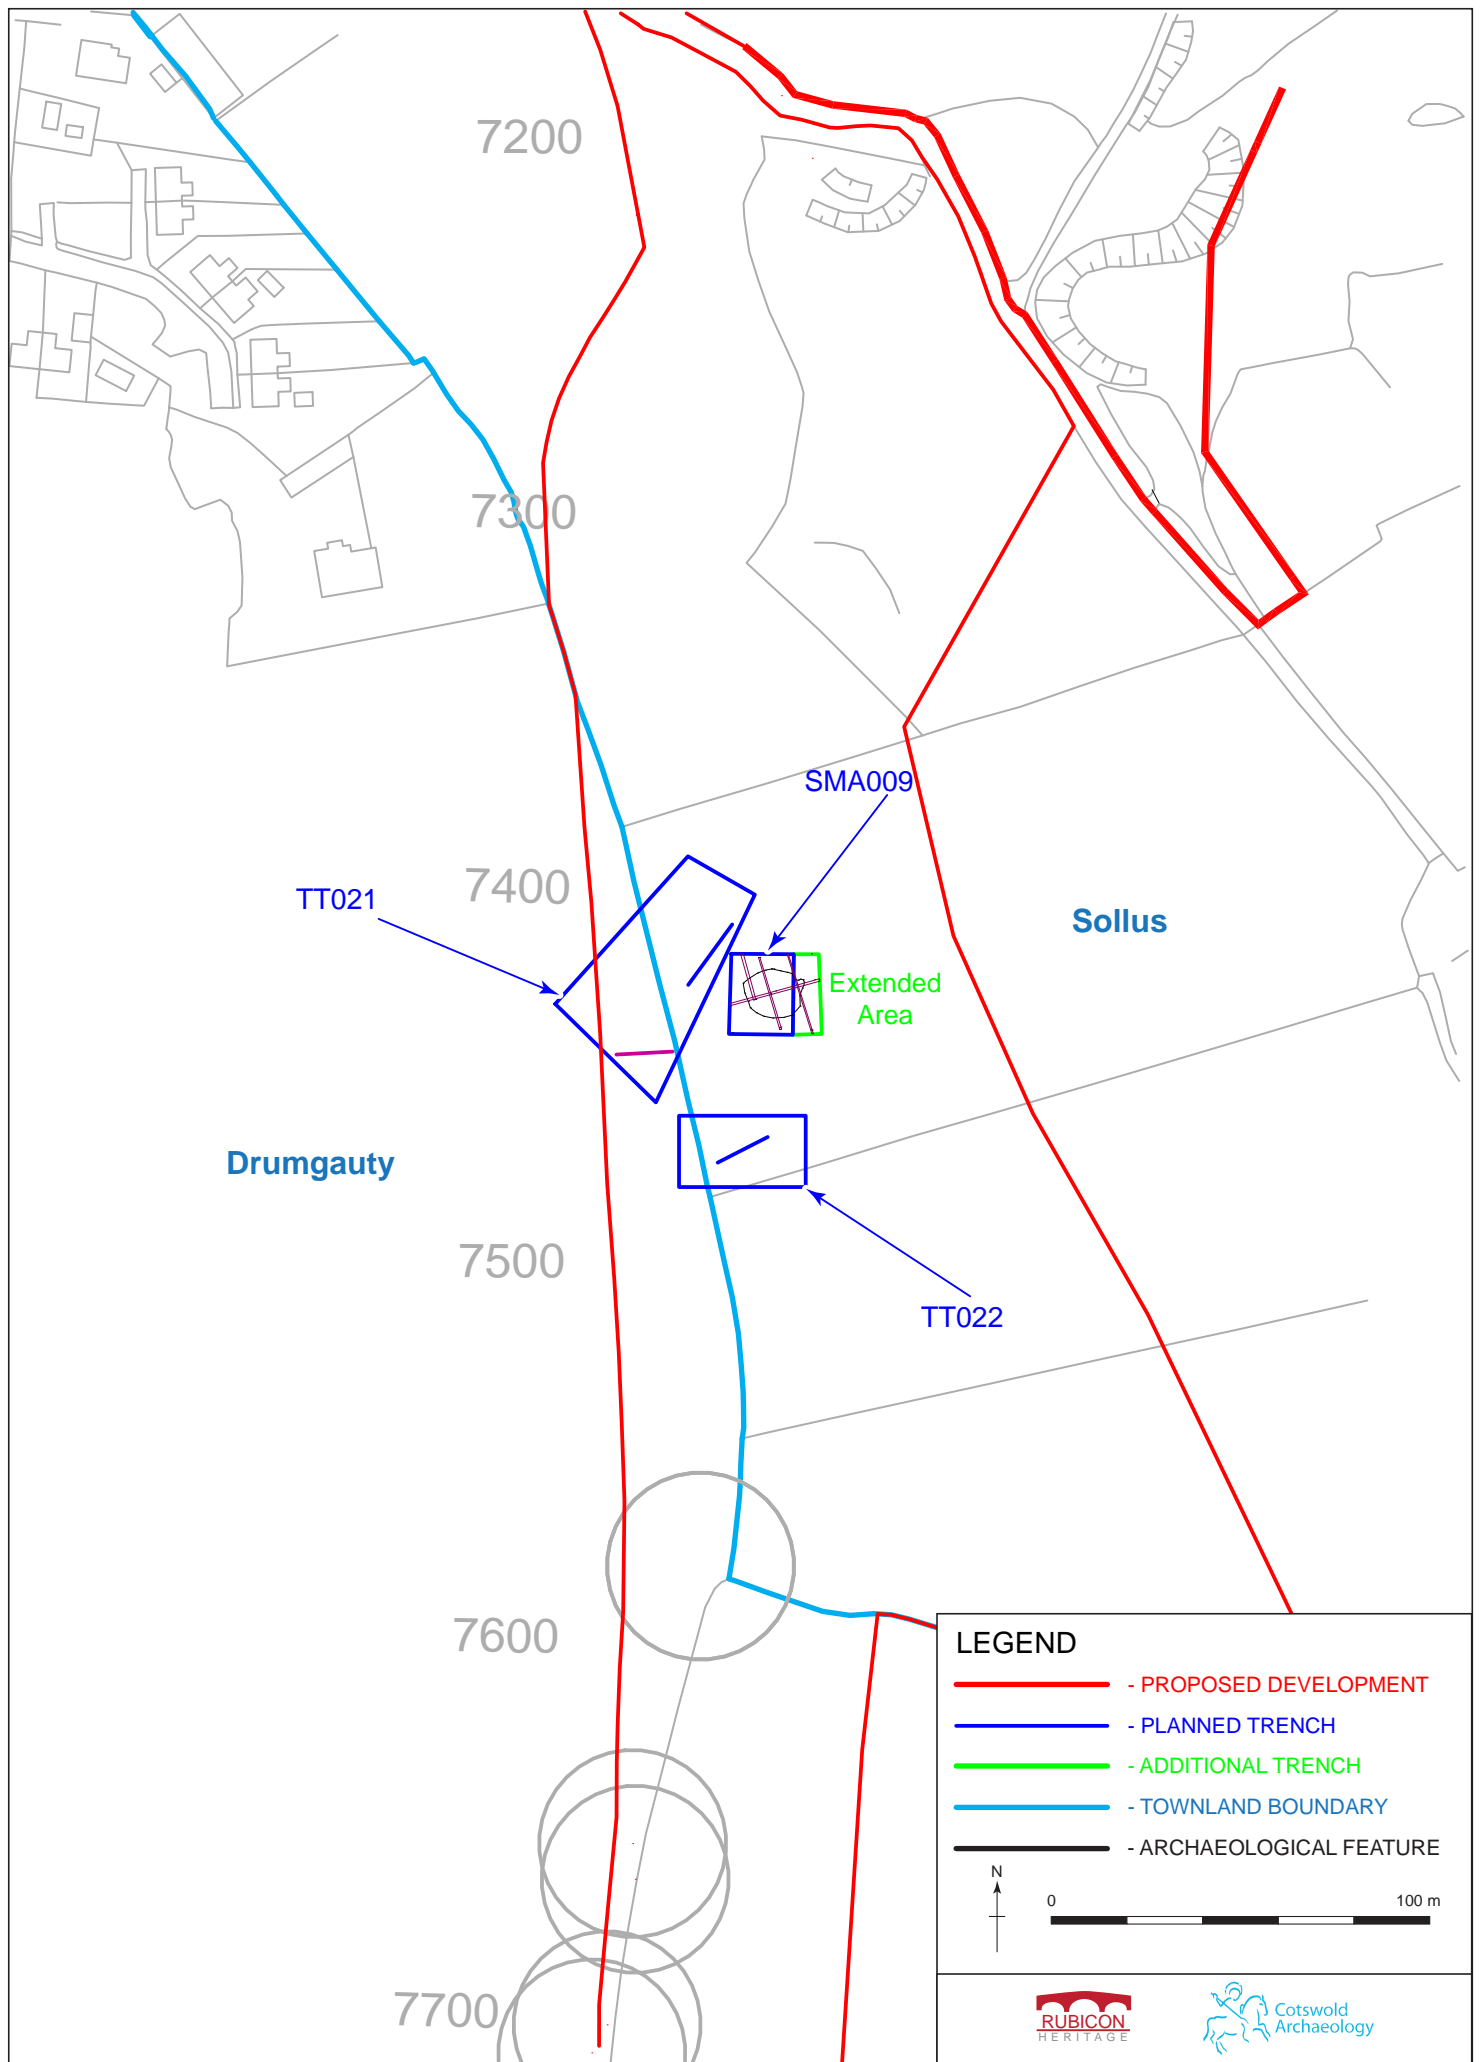 7200
7300
SMA009
7400
TT021
Sollus
Extended
Area
Drumgauty
7500
TT022
7600
LEGEND
- PROPOSED DEVELOPMENT
- PLANNED TRENCH
- ADDITIONAL TRENCH
- TOWNLAND BOUNDARY
- ARCHAEOLOGICAL FEATURE
N
0
100 m
7700
RUBICON
HERITAGE
Cotswold
Archaeology